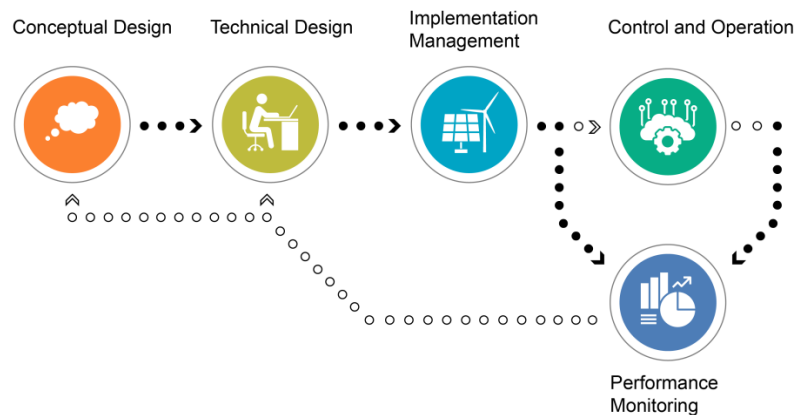 Conceptual Design
Technical Design
Implementation
Management
Control and Operation
Performance
Monitoring